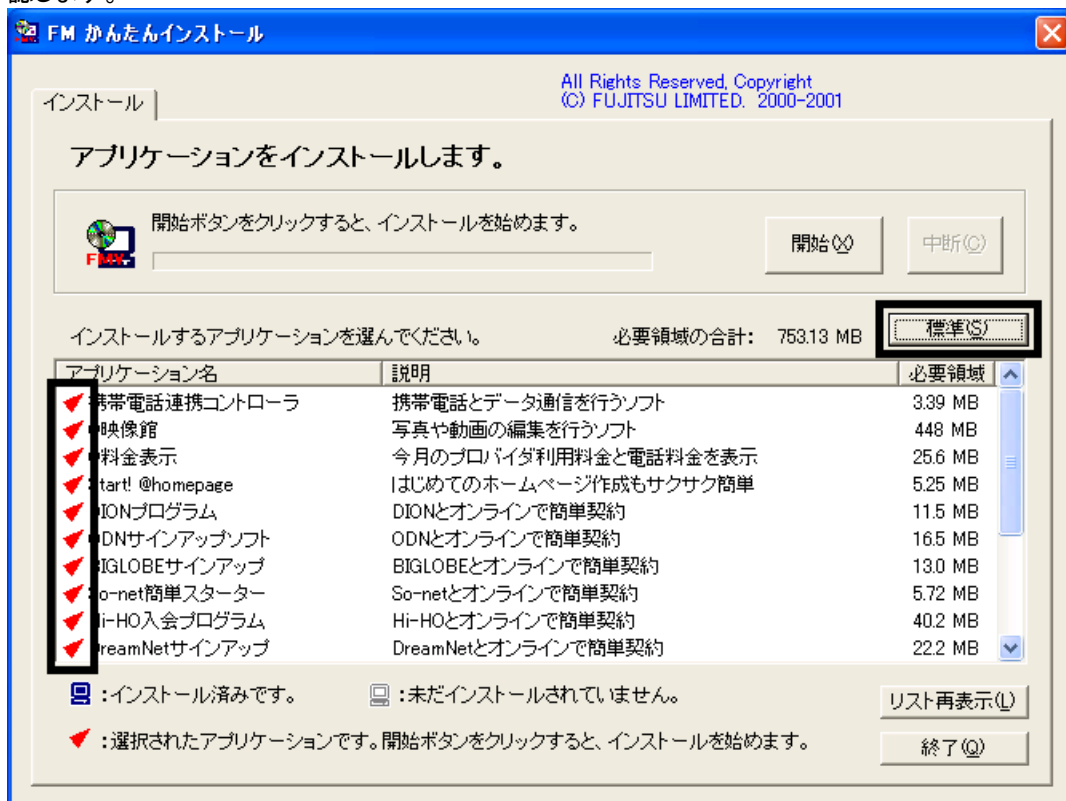 認します。
FM かんたんインストール
インストール
All Rights Reserved, Copyright
(C) FUJITSU LIMITED. 2000-2001
アプリケーションをインストールします。
開始ボタンをクリックすると、インストールを始めます。
FMV
開始(X)
中断(C)
インストールするアプリケーションを選んでください。
必要領域の合計: 753.13 MB
標準(S)
アプリケーション名 説明 必要領域
携帯電話連携コントローラ 携帯電話とデータ通信を行うソフト 3.39 MB
@映像館 写真や動画の編集を行うソフト 448 MB
@料金表示 今月のプロバイダ利用料金と電話料金を表示 25.6 MB
Start! @homepage はじめてのホームページ作成もサクサク簡単 5.25 MB
DIONプログラム DIONとオンラインで簡単契約 11.5 MB
ODNサインアップソフト ODNとオンラインで簡単契約 16.5 MB
BIGLOBEサインアップ BIGLOBEとオンラインで簡単契約 13.0 MB
So-net簡単スターター So-netとオンラインで簡単契約 5.72 MB
Hi-HO入会プログラム Hi-HOとオンラインで簡単契約 40.2 MB
DreamNetサインアップ DreamNetとオンラインで簡単契約 22.2 MB
:インストール済みです。 :未だインストールされていません。
リスト再表示(L)
:選択されたアプリケーションです。開始ボタンをクリックすると、インストールを始めます。
終了(Q)